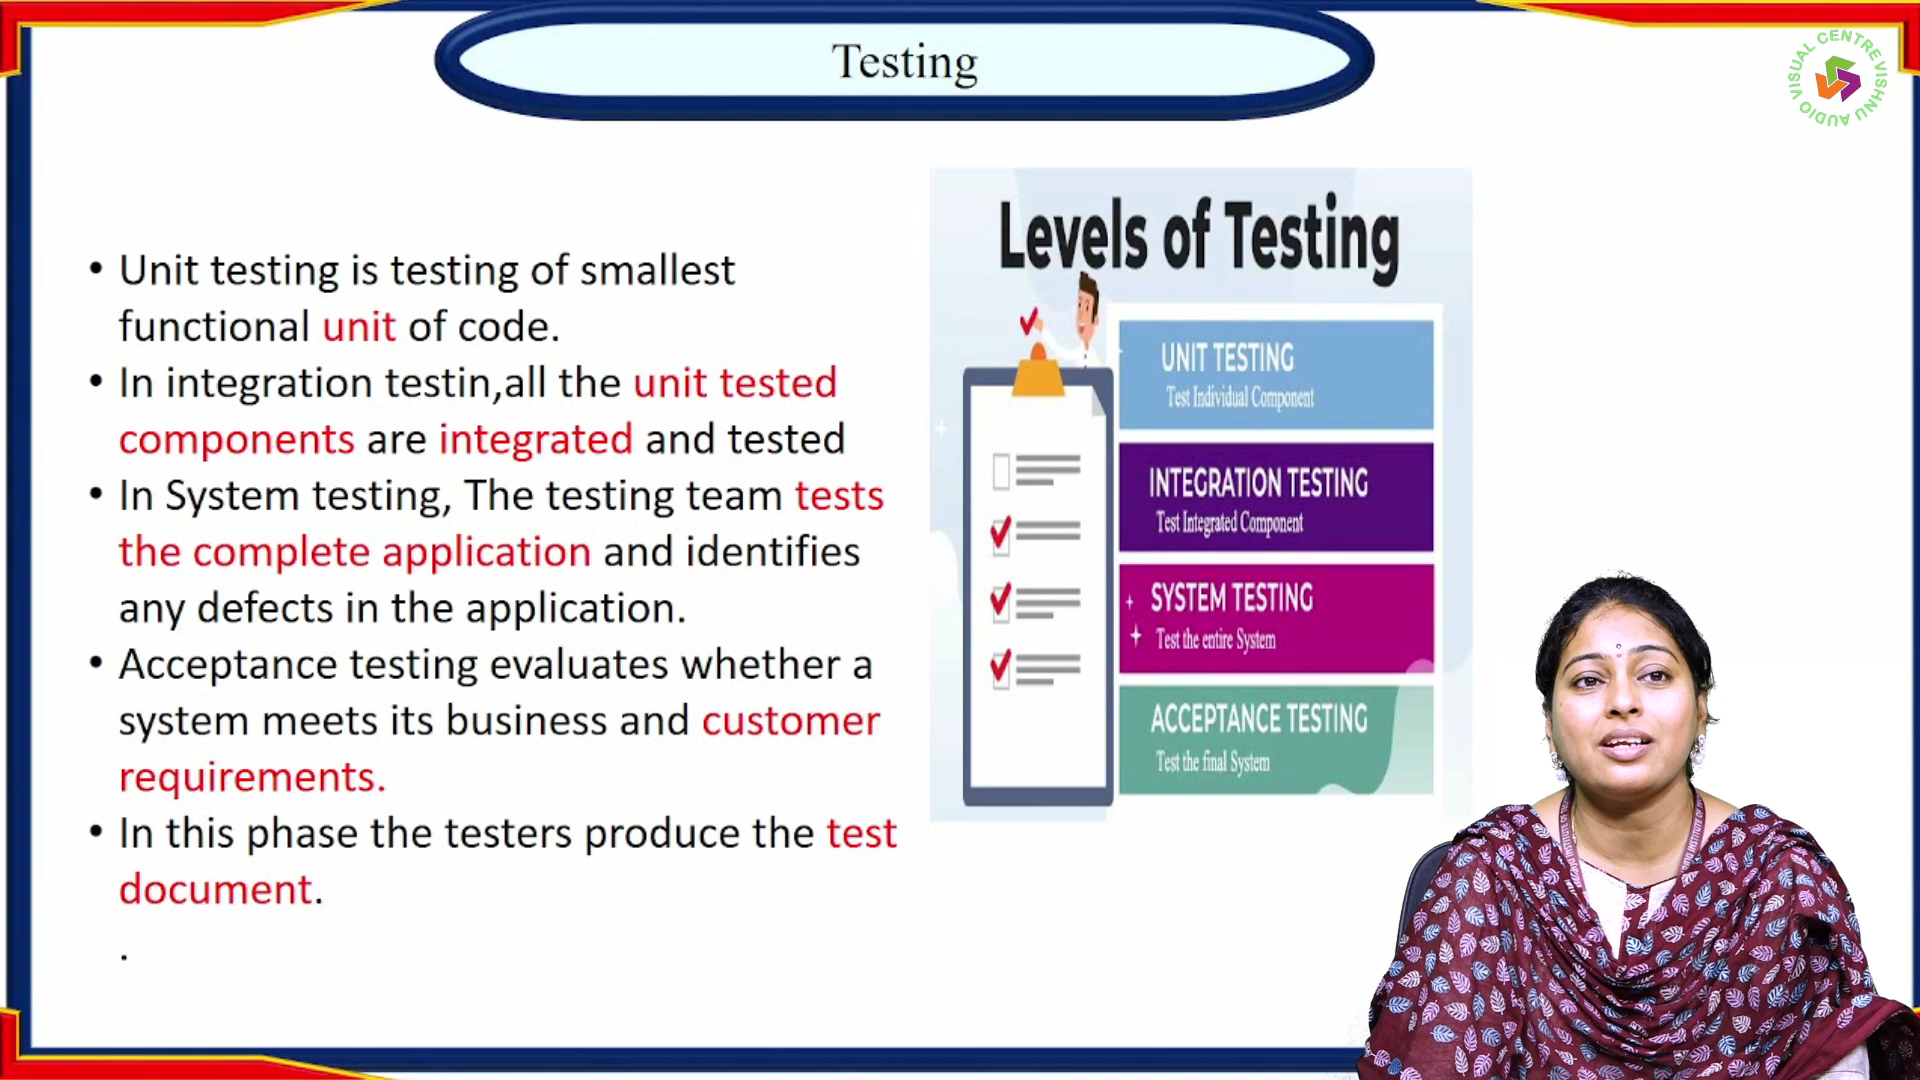 Testing
VISHNU AUDIO VISUAL CENTRE
Levels of Testing
• Unit testing is testing of smallest
functional unit of code.
• In integration testin,all the unit tested
components are integrated and tested
• In System testing, The testing team tests
the complete application and identifies
any defects in the application.
• Acceptance testing evaluates whether a
system meets its business and customer
requirements.
• In this phase the testers produce the test
document.
.
UNIT TESTING
Test Individual Component
INTEGRATION TESTING
Test Integrated Component
SYSTEM TESTING
Test the entire System
ACCEPTANCE TESTING
Test the final System